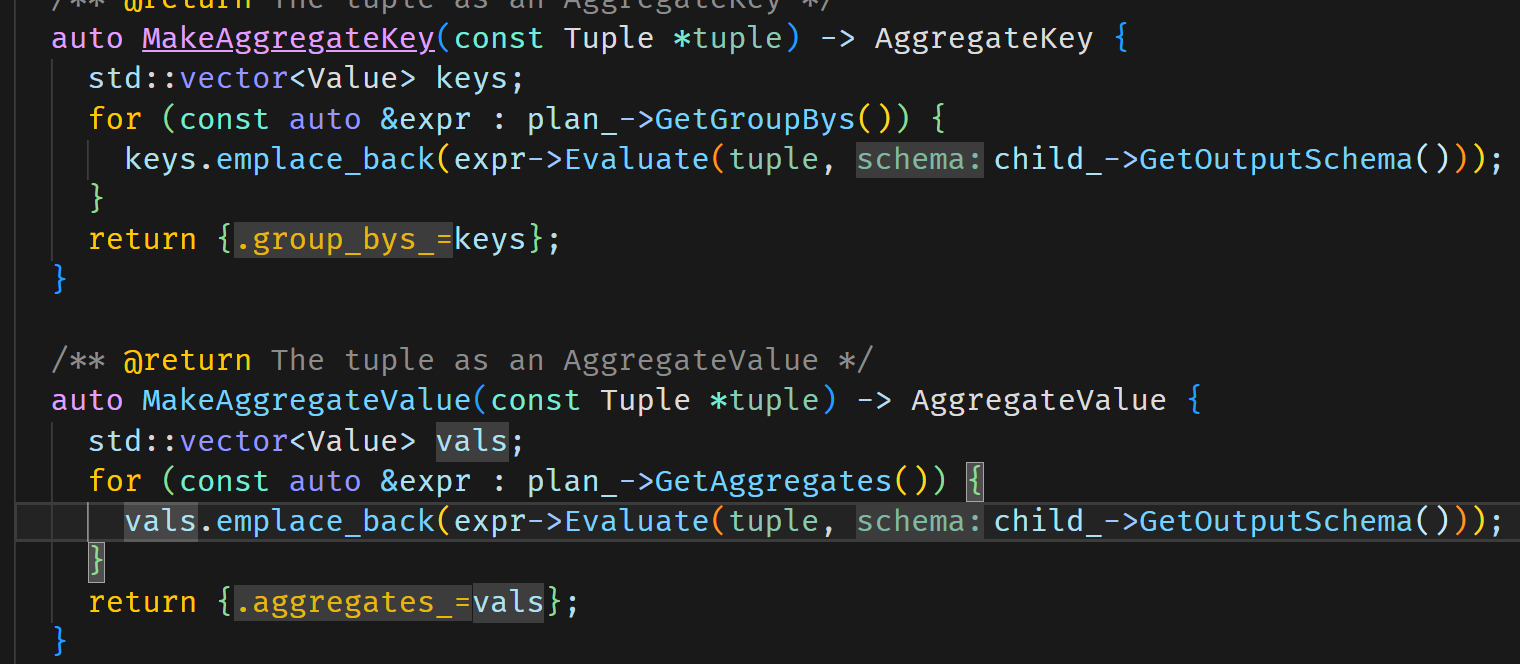 /** @return The tuple as an AggregateKey */
auto MakeAggregateKey(const Tuple *tuple) -> AggregateKey {
  std::vector<Value> keys;
  for (const auto &expr : plan_->GetGroupBys()) {
    keys.emplace_back(expr->Evaluate(tuple, schema: child_->GetOutputSchema()));
  }
  return {.group_bys_=keys};
}

/** @return The tuple as an AggregateValue */
auto MakeAggregateValue(const Tuple *tuple) -> AggregateValue {
  std::vector<Value> vals;
  for (const auto &expr : plan_->GetAggregates()) {
    vals.emplace_back(expr->Evaluate(tuple, schema: child_->GetOutputSchema()));
  }
  return {.aggregates_=vals};
}